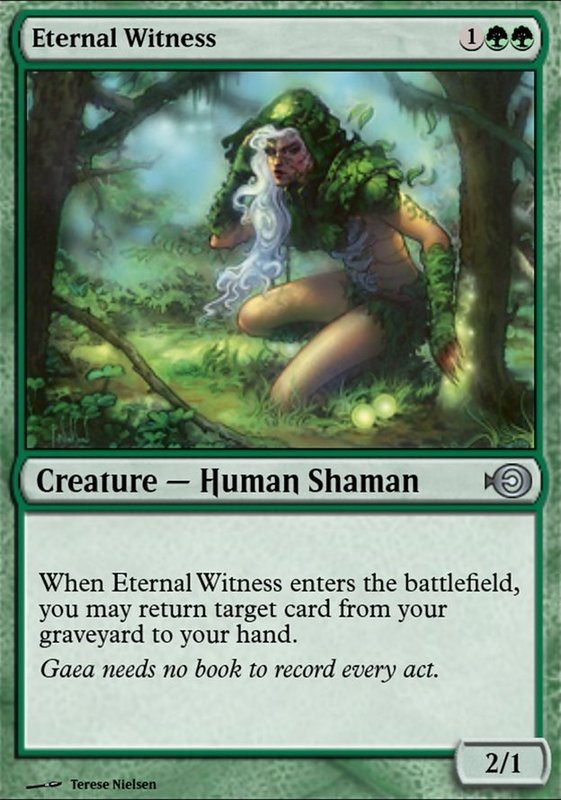 Eternal Witness 1
Creature — Human Shaman
When Eternal Witness enters the battlefield,
you may return target card from your
graveyard to your hand.
Gaea needs no book to record every act.
2/1
Terese Nielsen